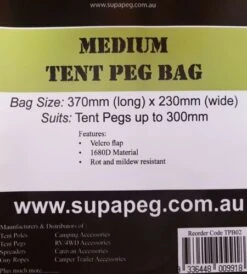 www.supapeg.com.au
MEDIUM
TENT PEG BAG
Bag Size: 370mm (long) x 230mm (wide)
Suits: Tent Pegs up to 300mm
Features:
• Velcro flap
• 1680D Material
• Rot and mildew resistant
www.supapeg.com.au
Manufacturers & Distributors of
Tent Poles
Tent Pegs
Spreaders
Guy Ropes
Plus much more
Camping Accessories
RV/4WD Accessories
Caravan Accessories
Camper Trailer Accessories
Reorder Code TPB02
9 336448 009918